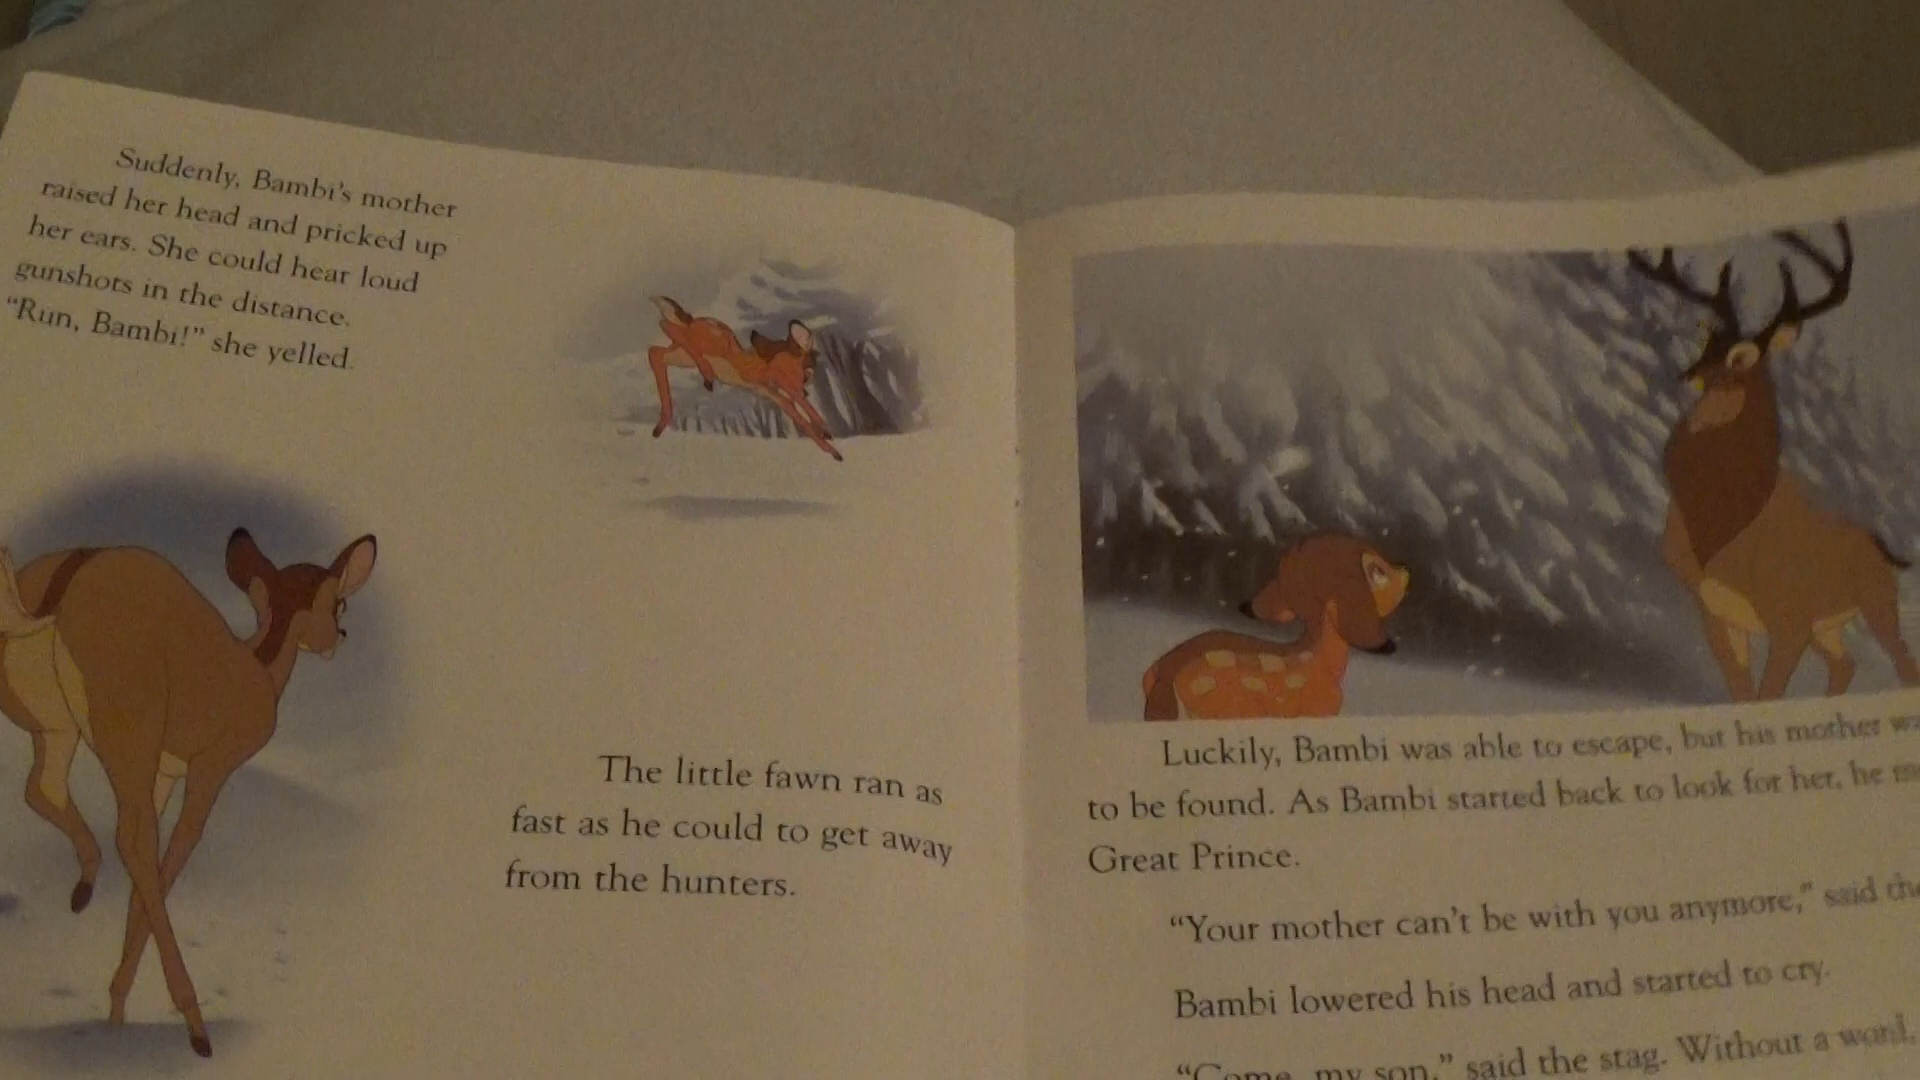 Suddenly, Bambi's mother
raised her head and pricked up
her ears. She could hear loud
gunshots in the distance.
"Run, Bambi!" she yelled.
The little fawn ran as
fast as he could to get away
from the hunters.
Luckily, Bambi was able to escape, but his mother
to be found. As Bambi started back to look for her, he
Great Prince.
"Your mother can't be with you anymore," said
Bambi lowered his head and started to cry.
"Come, my son," said the stag. Without a word,